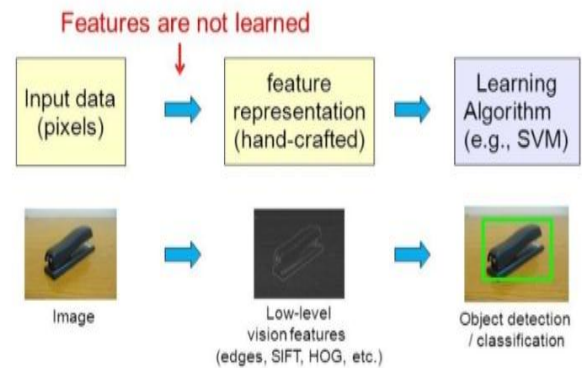 Features are not learned
Input data
(pixels)
feature
representation
(hand-crafted)
Learning
Algorithm
(e.g., SVM)
Image
Low-level
vision features
(edges, SIFT, HOG, etc.)
Object detection
/ classification